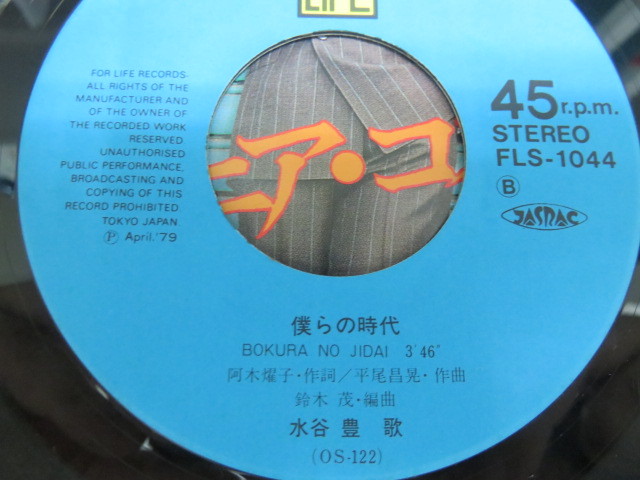 LIFE
FOR LIFE RECORDS·
ALL RIGHTS OF THE
MANUFACTURER AND
OF THE OWNER OF
THE RECORDED WORK
RESERVED.
UNAUTHORISED
PUBLIC PERFORMANCE,
BROADCASTING AND
COPYING OF THIS
RECORD PROHIBITED.
TOKYO JAPAN.
Ⓟ April.'79
ア・コ
45 r.p.m.
STEREO
FLS-1044
Ⓑ
JASRAC
僕らの時代
BOKURA NO JIDAI 3'46"
阿木燿子・作詞/平尾昌晃・作曲
鈴木 茂・編曲
水谷 豊 歌
(OS-122)